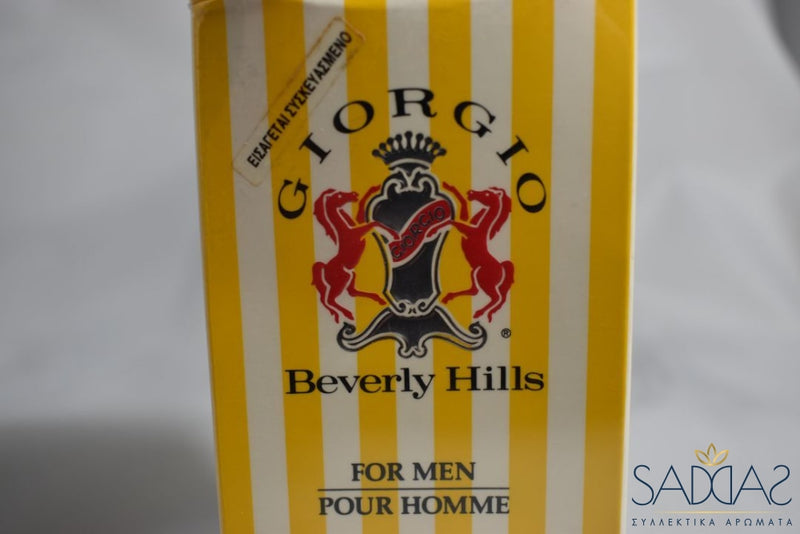 ΕΙΣΑΓΕΤΑΙ ΣΥΣΚΕΥΑΣΜΕΝΟ
GIORGIO
GIORGIO
®
Beverly Hills
FOR MEN
POUR HOMME
SADDAS
ΣΥΛΛΕΚΤΙΚΑ ΑΡΩΜΑΤΑ